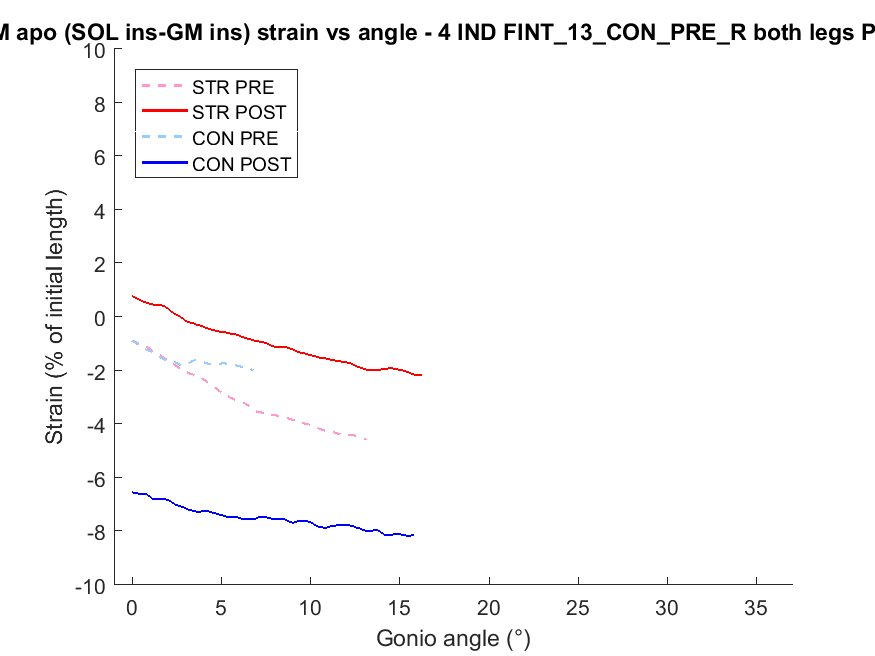 M apo (SOL ins-GM ins) strain vs angle - 4 IND FINT_13_CON_PRE_R both legs P
10
8
6
4
2
0
-2
-4
-6
-8
-10
STR PRE
STR POST
CON PRE
CON POST
Strain (% of initial length)
0 5 10 15 20 25 30 35
Gonio angle (°)